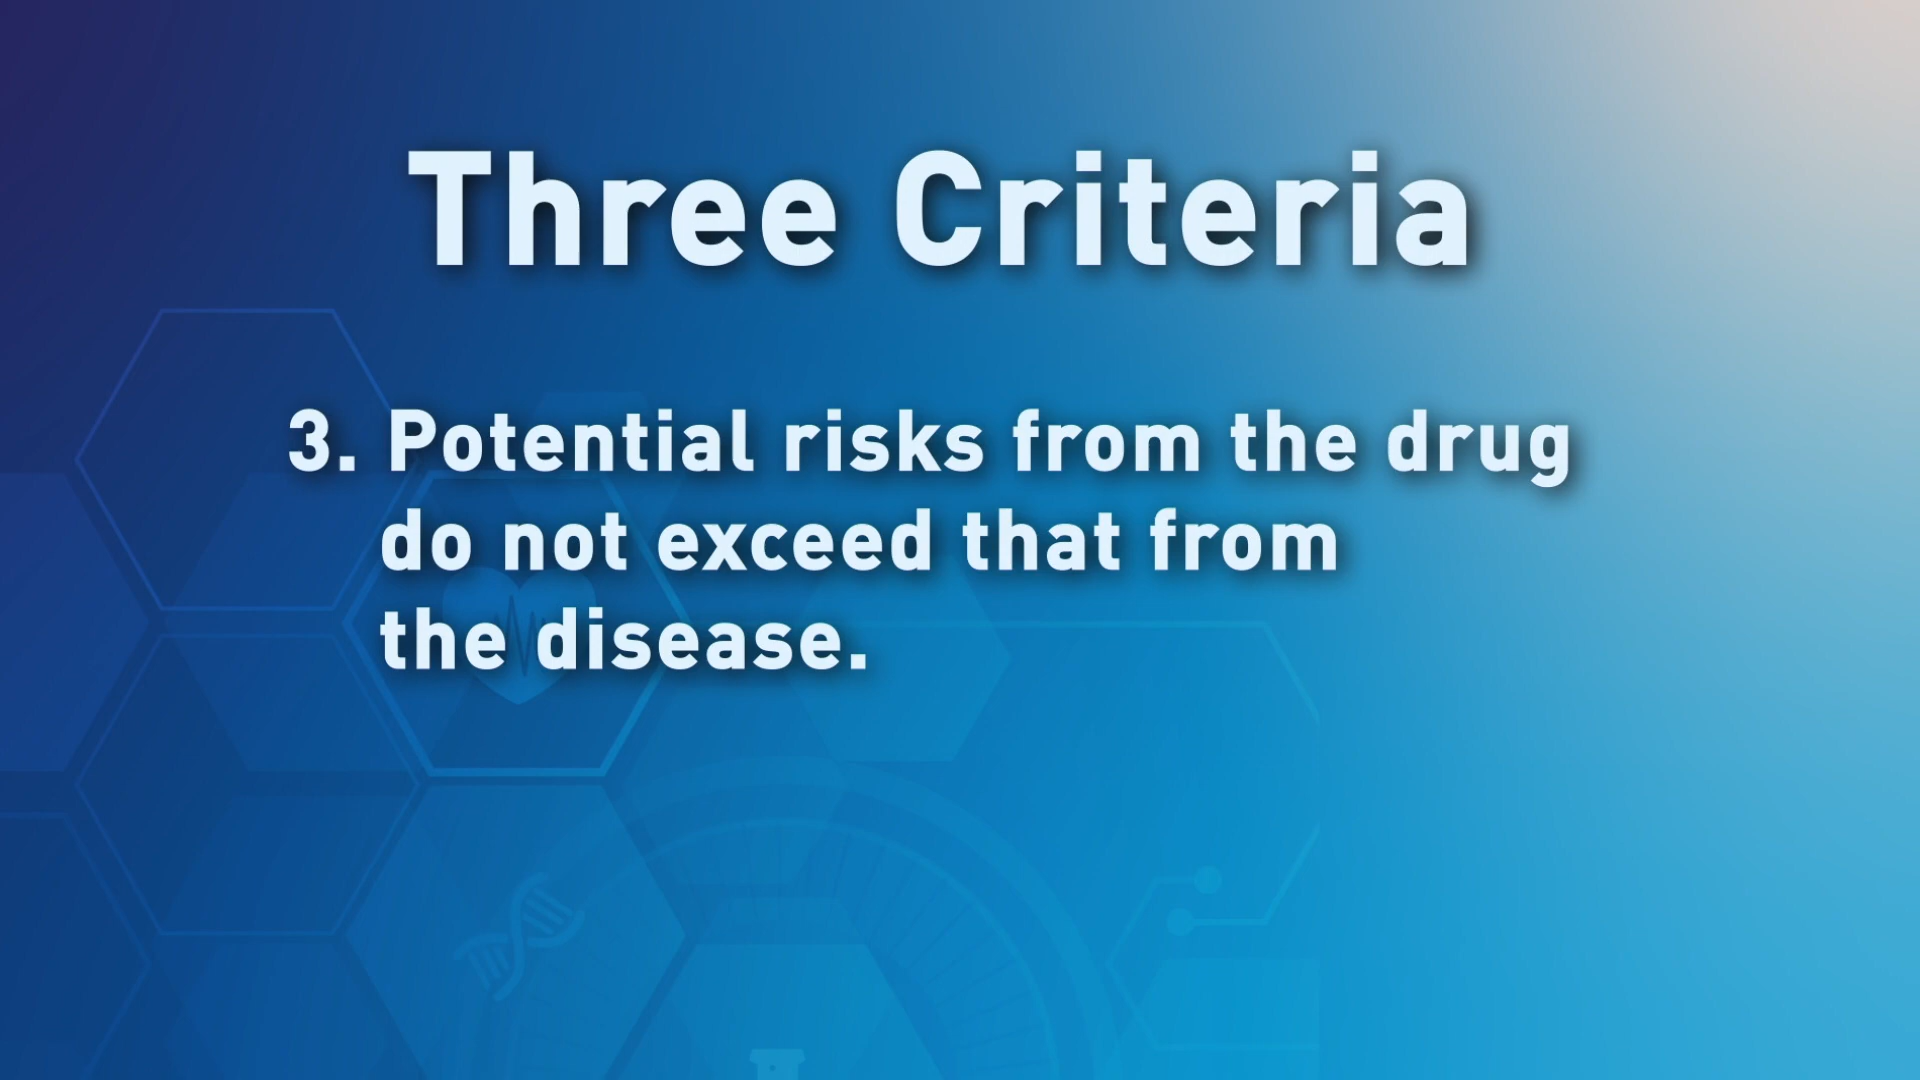 Three Criteria
3. Potential risks from the drug
do not exceed that from
the disease.